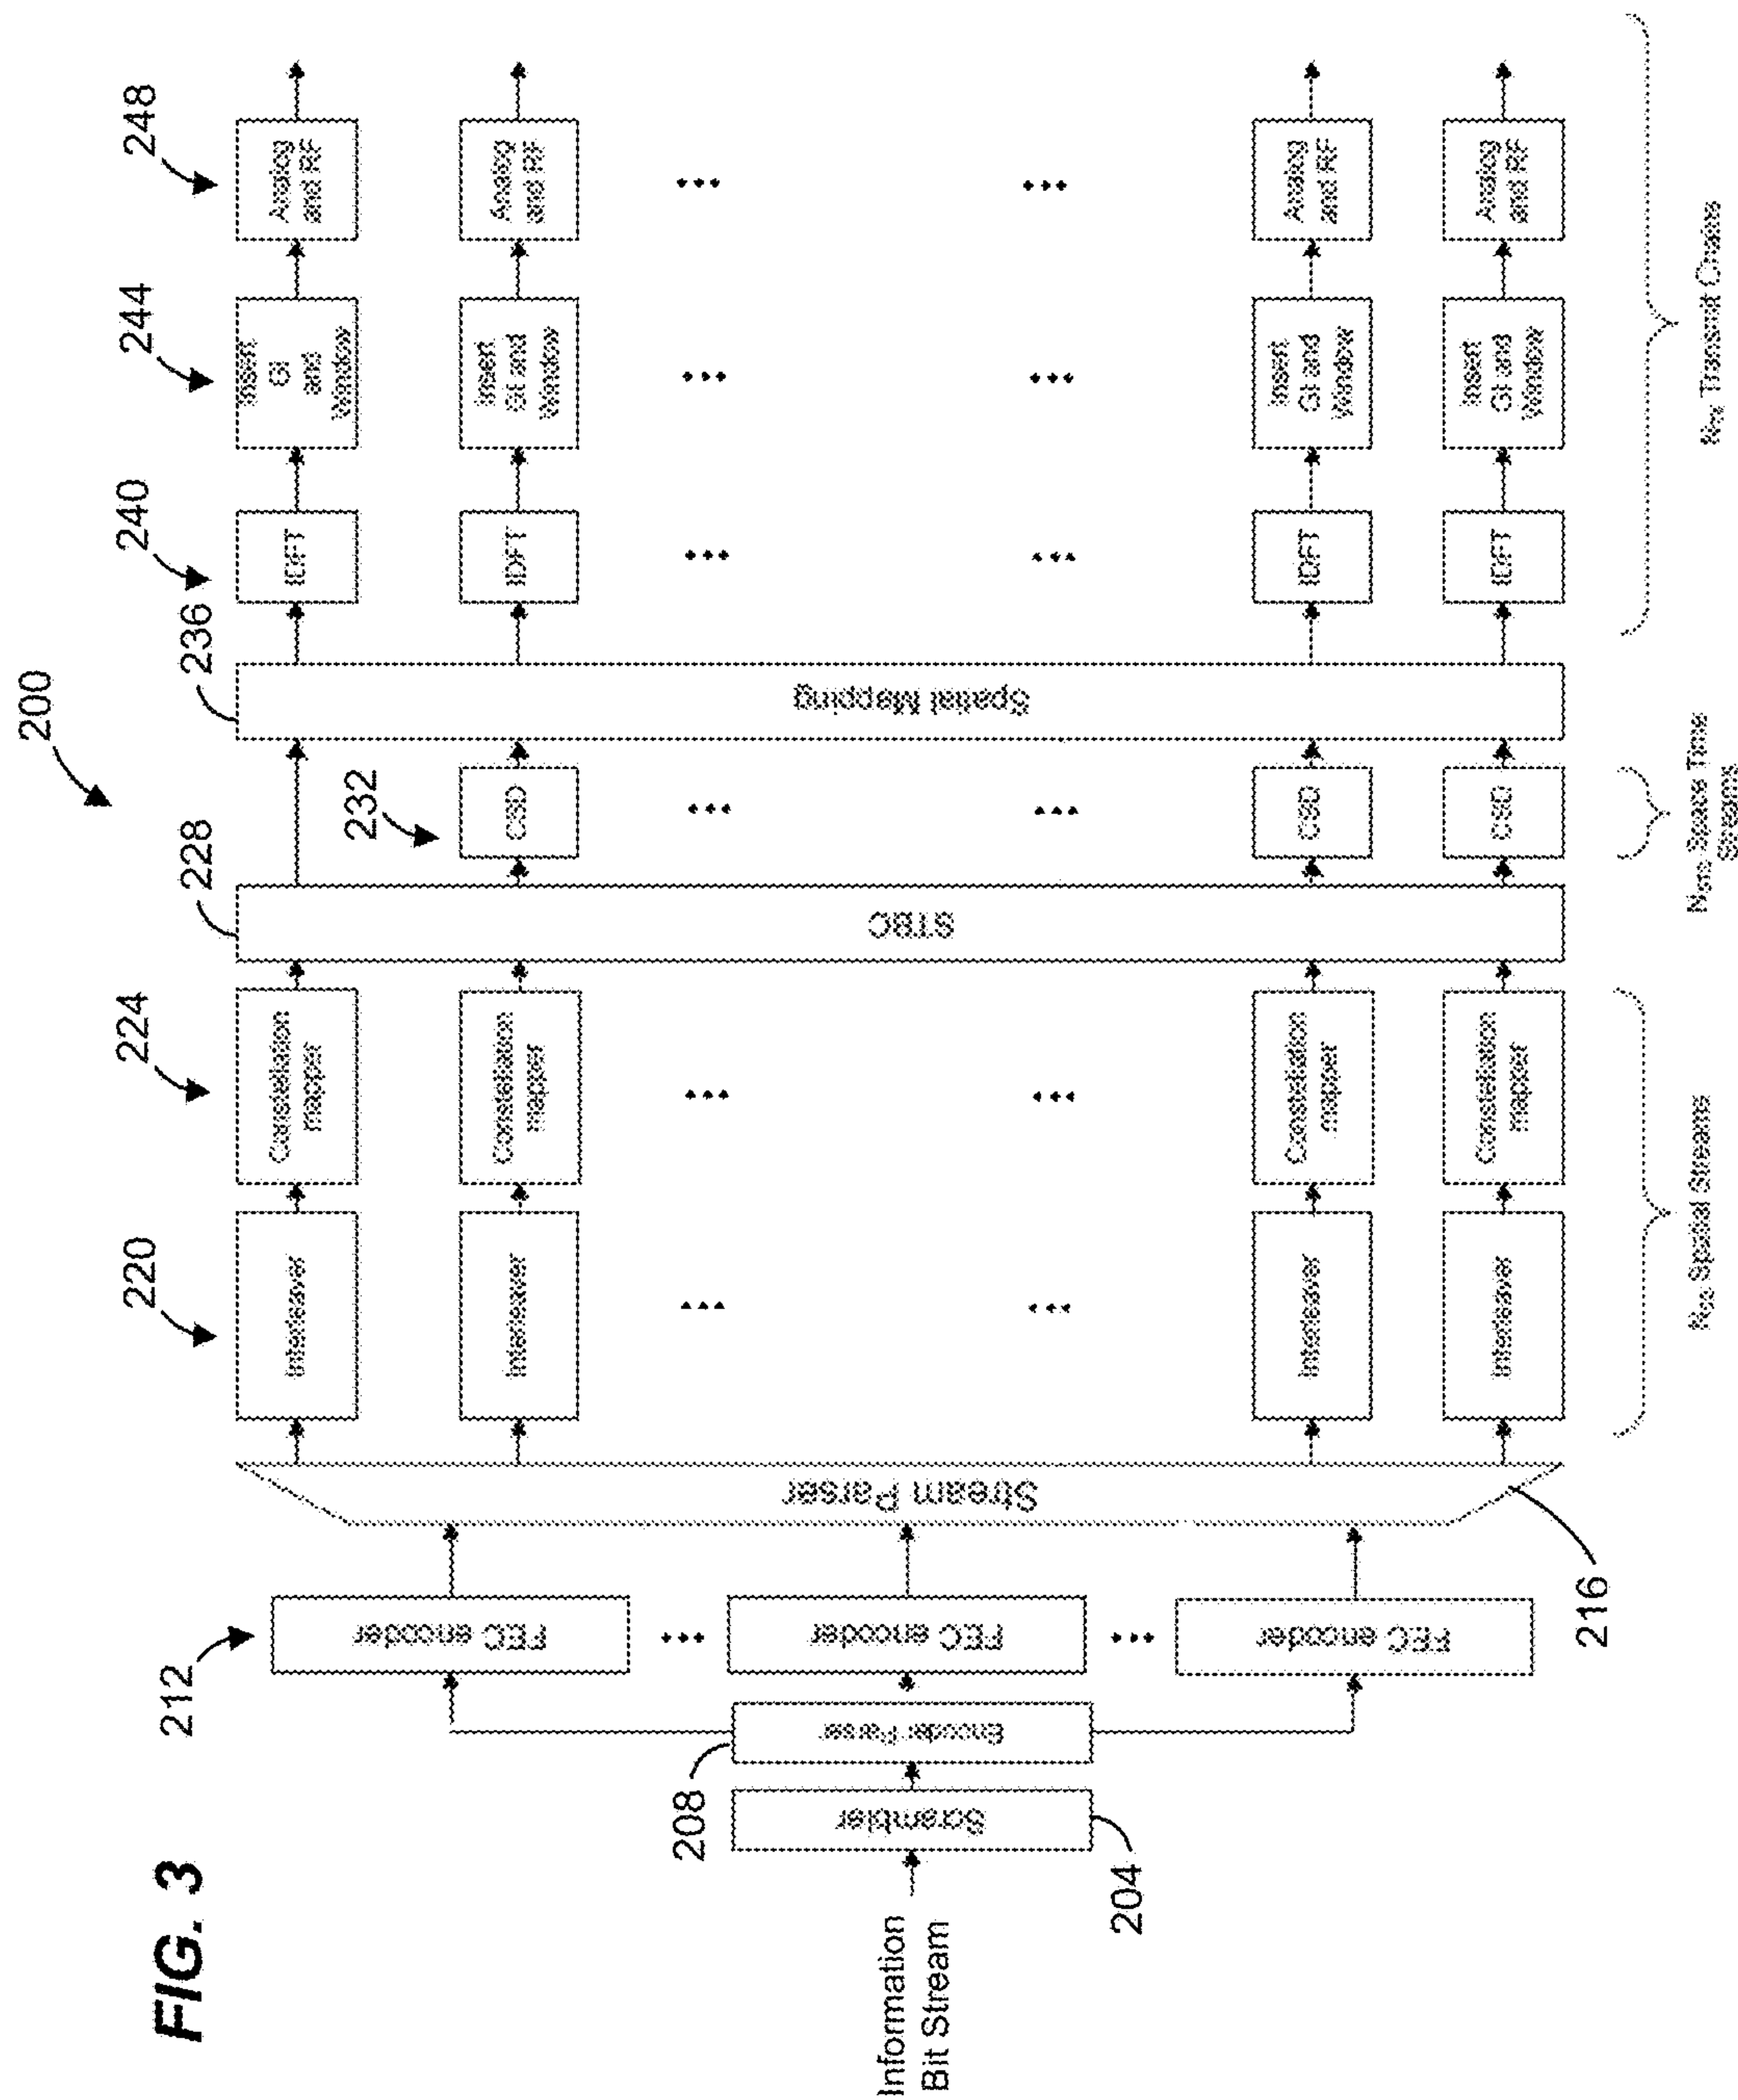 FIG. 3
200
Information
Bit Stream
Scrambler
204
Encoder Parser
208
212
FEC encoder
FEC encoder
FEC encoder
Stream Parser
216
220
Interleaver
Interleaver
Interleaver
Interleaver
224
Constellation
mapper
Constellation
mapper
Constellation
mapper
Constellation
mapper
STBC
228
232
CSD
CSD
CSD
Spatial Mapping
236
240
IDFT
IDFT
IDFT
IDFT
244
Insert
GI
and
Window
Insert
GI and
Window
Insert
GI and
Window
Insert
GI and
Window
248
Analog
and RF
Analog
and RF
Analog
and RF
Analog
and RF
NSS Spatial Streams
NSTS Space Time
Streams
NTX Transmit Chains